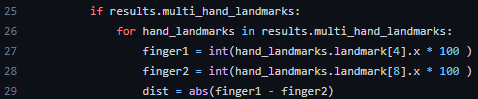 25 if results.multi_hand_landmarks:
26 for hand_landmarks in results.multi_hand_landmarks:
27 finger1 = int(hand_landmarks.landmark[4].x * 100 )
28 finger2 = int(hand_landmarks.landmark[8].x * 100 )
29 dist = abs(finger1 - finger2)